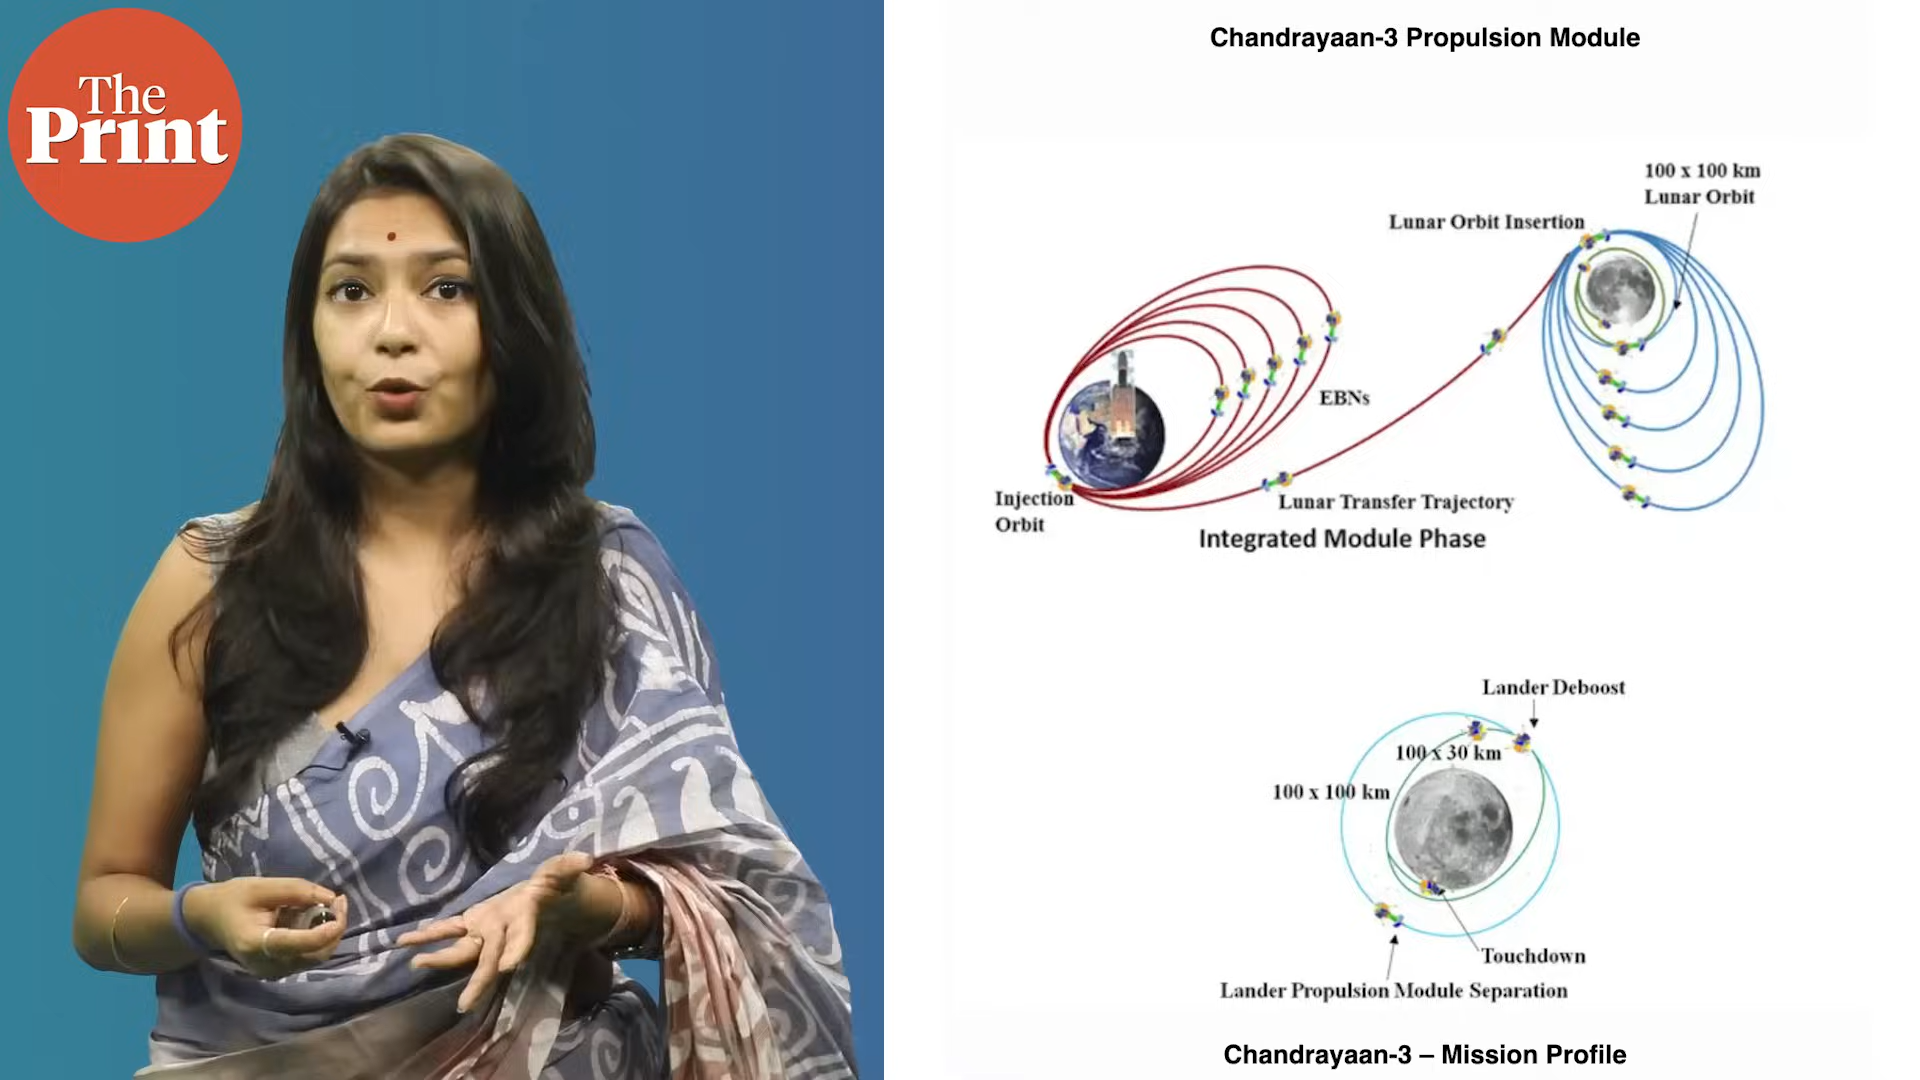 The
Print
Chandrayaan-3 Propulsion Module
100 x 100 km
Lunar Orbit
Lunar Orbit Insertion
EBNs
Injection
Orbit
Lunar Transfer Trajectory
Integrated Module Phase
Lander Deboost
100 x 30 km
100 x 100 km
Touchdown
Lander Propulsion Module Separation
Chandrayaan-3 – Mission Profile